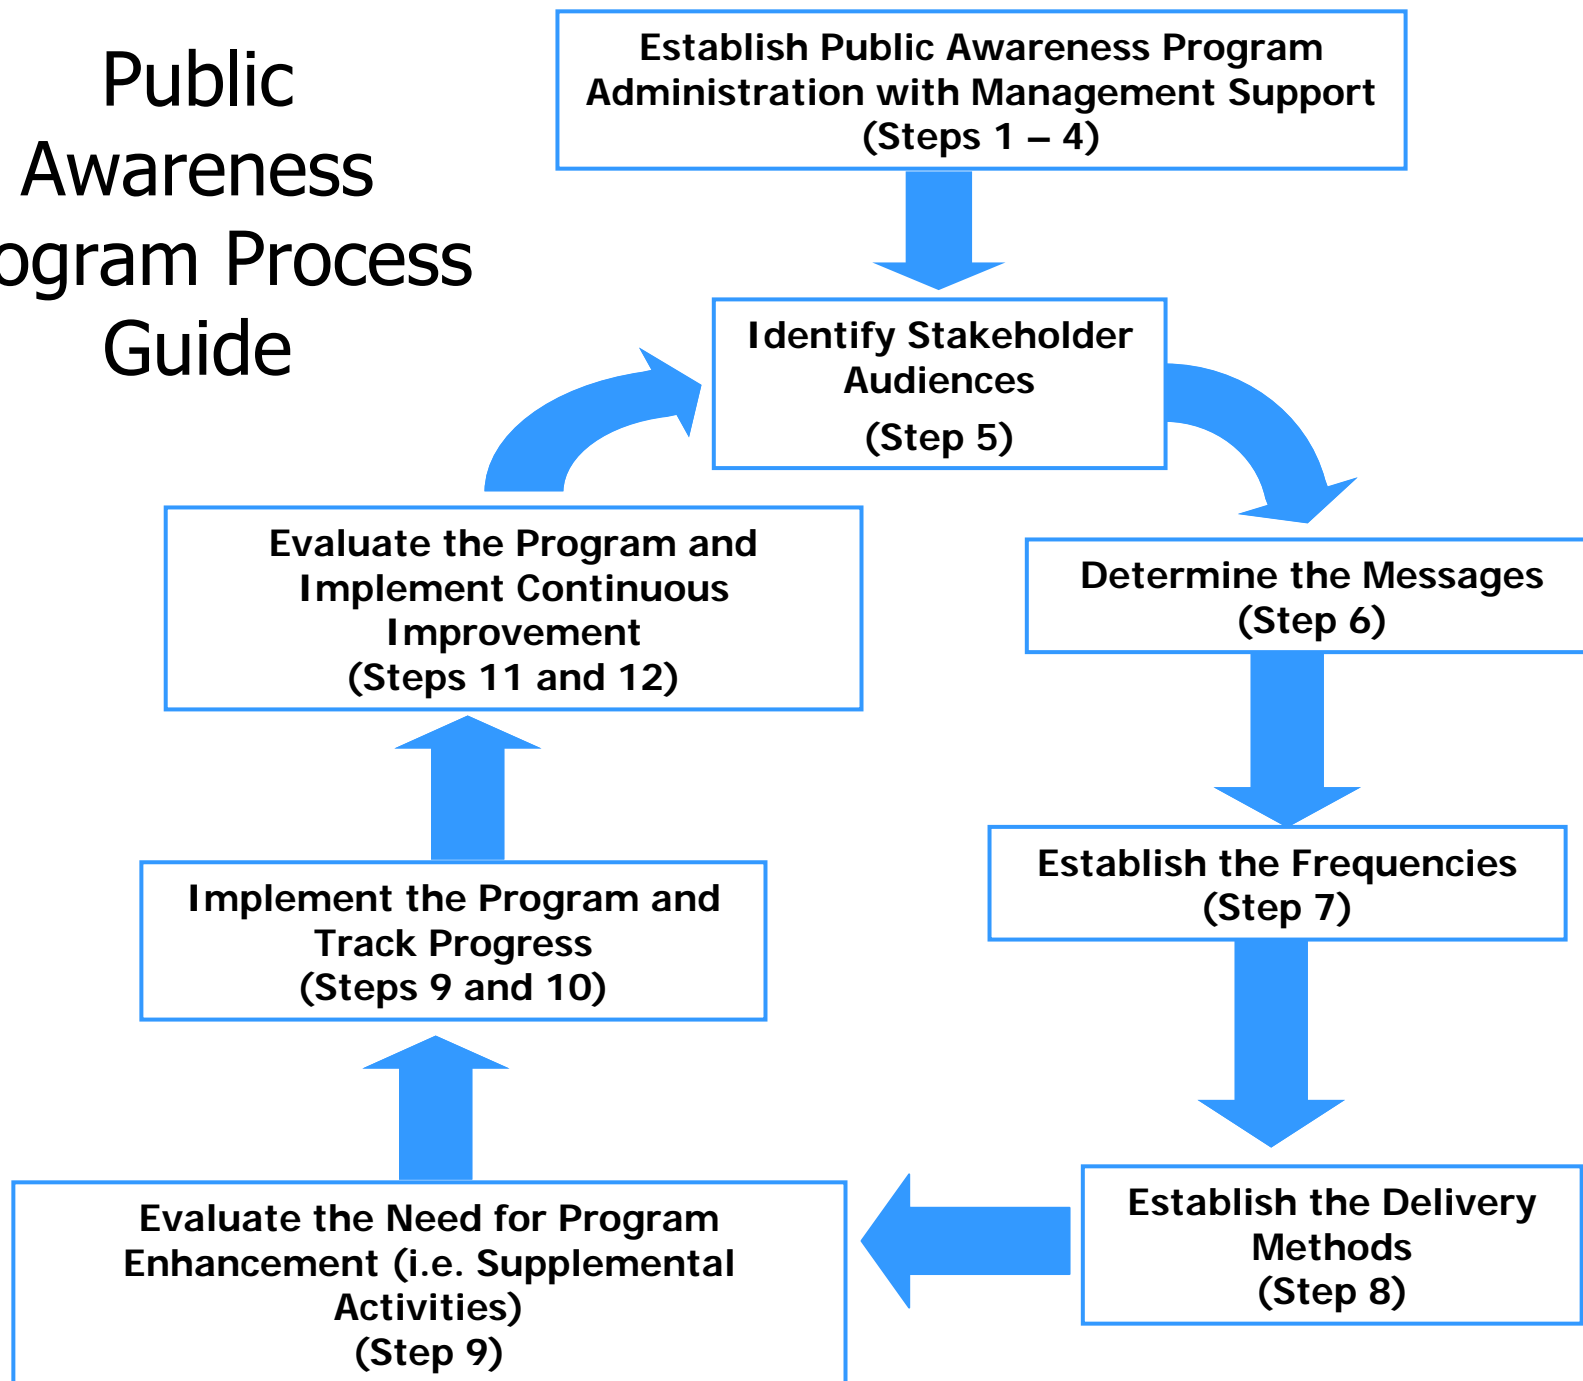 Public
Awareness
ogram Process
Guide
Establish Public Awareness Program
Administration with Management Support
(Steps 1 – 4)
Identify Stakeholder
Audiences
(Step 5)
Determine the Messages
(Step 6)
Establish the Frequencies
(Step 7)
Establish the Delivery
Methods
(Step 8)
Evaluate the Need for Program
Enhancement (i.e. Supplemental
Activities)
(Step 9)
Implement the Program and
Track Progress
(Steps 9 and 10)
Evaluate the Program and
Implement Continuous
Improvement
(Steps 11 and 12)